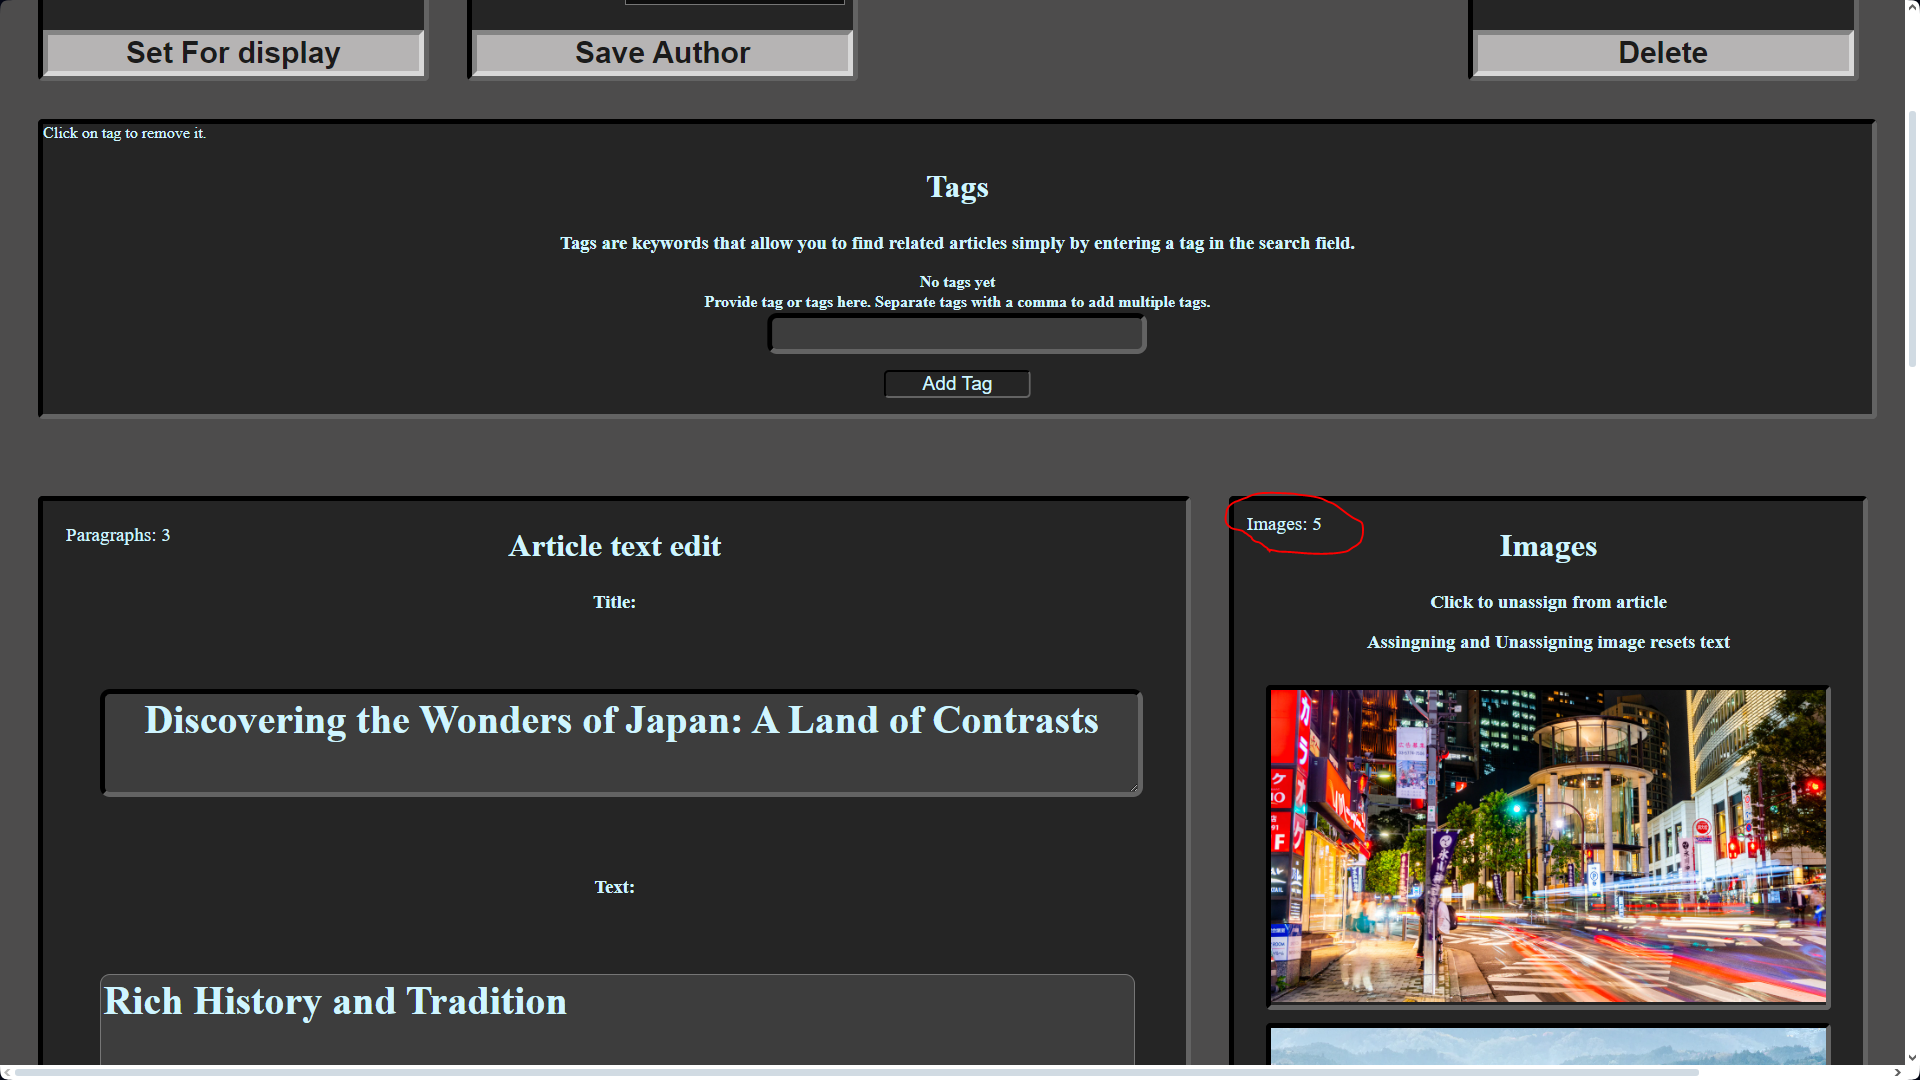 Set For display
Save Author
Delete
Click on tag to remove it.
Tags
Tags are keywords that allow you to find related articles simply by entering a tag in the search field.
No tags yet
Provide tag or tags here. Separate tags with a comma to add multiple tags.
Add Tag
Paragraphs: 3
Article text edit
Title:
Discovering the Wonders of Japan: A Land of Contrasts
Text:
Rich History and Tradition
Images: 5
Images
Click to unassign from article
Assingning and Unassigning image resets text
カラオケ